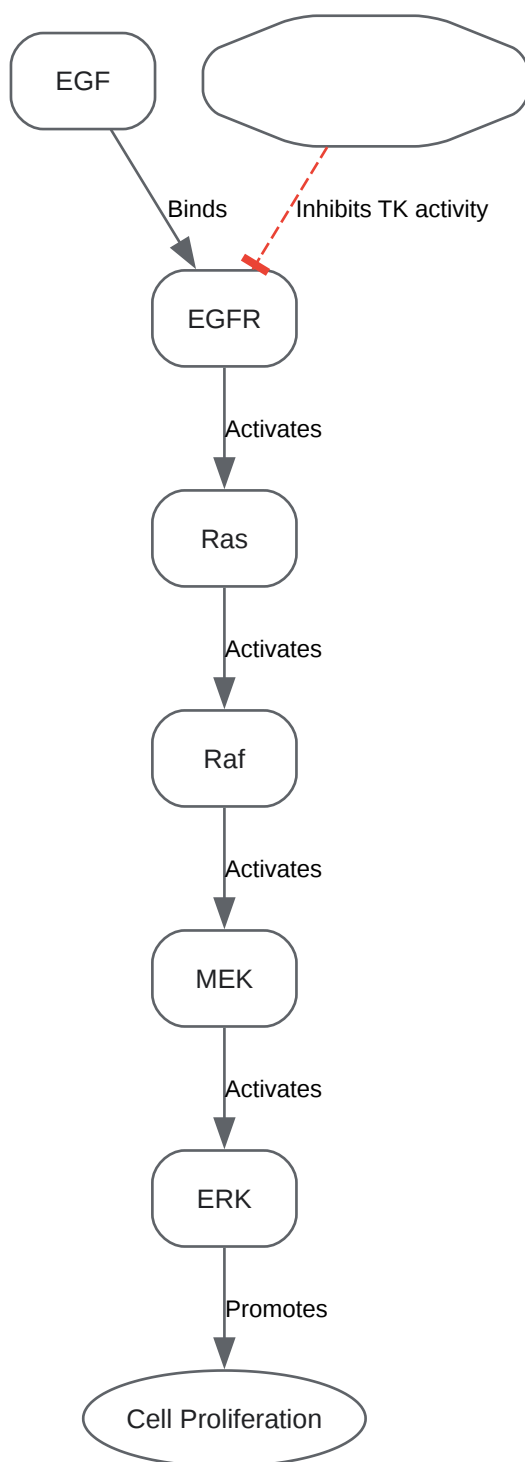 EGF
Binds
Inhibits TK activity
EGFR
Activates
Ras
Activates
Raf
Activates
MEK
Activates
ERK
Promotes
Cell Proliferation